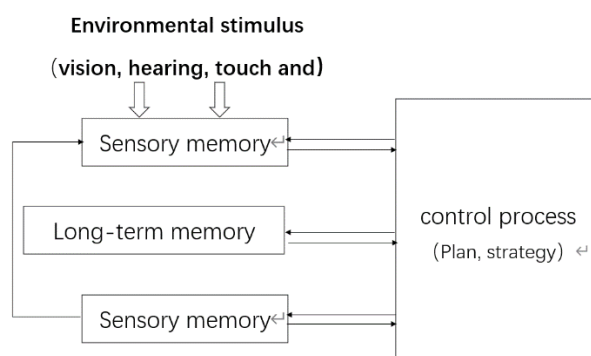 Environmental stimulus
(vision, hearing, touch and)
Sensory memory↵
Long-term memory
Sensory memory↵
control process
(Plan, strategy) ↵